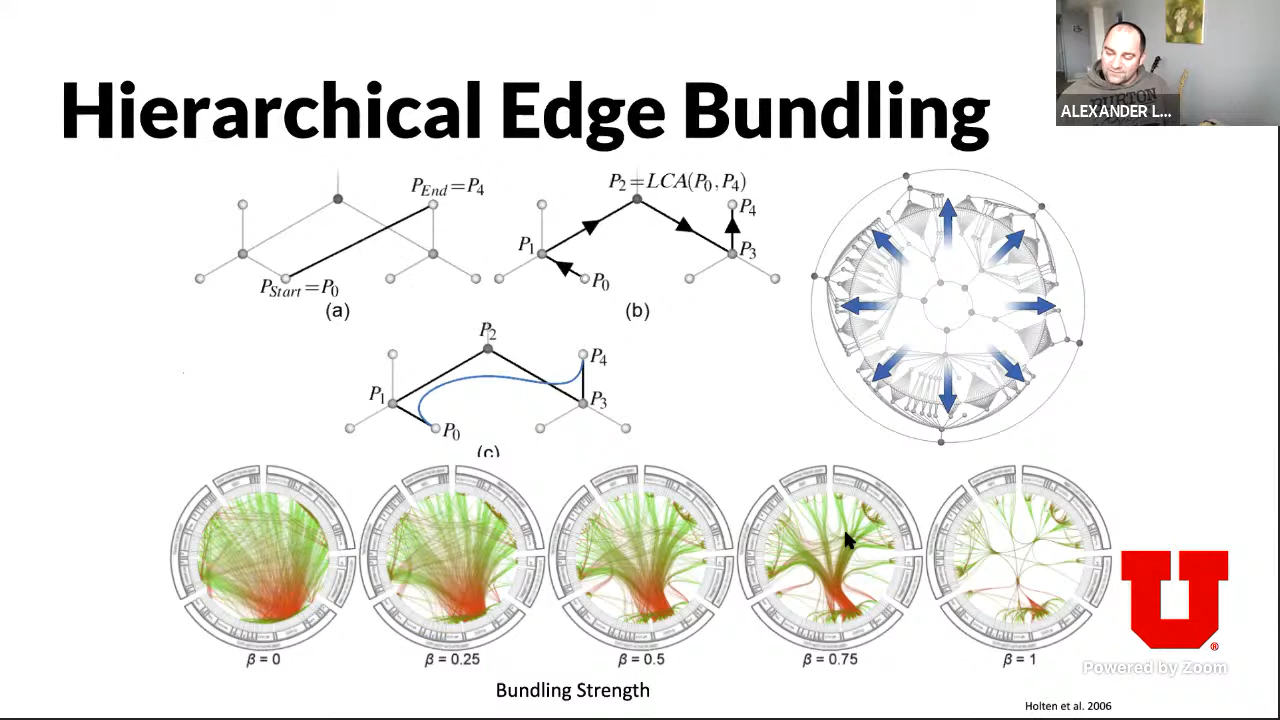 Hierarchical Edge Bundling
BURTON
ALEXANDER L...
P_End=P_4
P_Start=P_0
(a)
P_2=LCA(P_0,P_4)
P_4
P_1
P_3
P_0
(b)
P_2
P_4
P_1
P_3
P_0
(c)
β = 0
β = 0.25
β = 0.5
β = 0.75
β = 1
Bundling Strength
U
®
Powered by Zoom
Holten et al. 2006